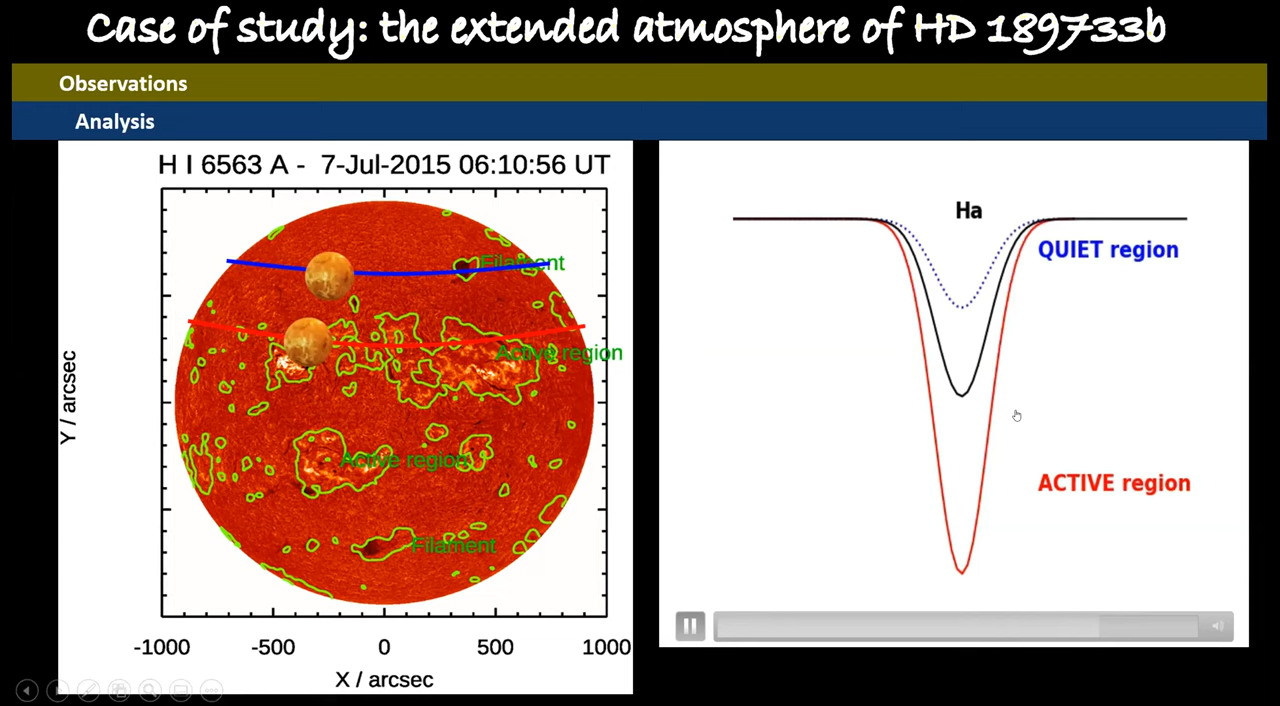 Case of study: the extended atmosphere of HD 189733b
Observations
Analysis
H I 6563 A - 7-Jul-2015 06:10:56 UT
Filament
Active region
Active region
Filament
Y / arcsec
-1000 -500 0 500 1000
X / arcsec
Ha
QUIET region
ACTIVE region